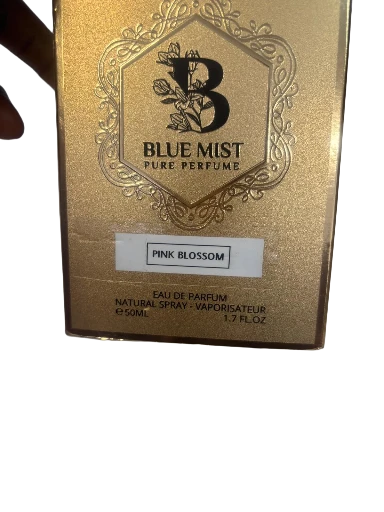 B
BLUE MIST
PURE PERFUME
PINK BLOSSOM
EAU DE PARFUM
NATURAL SPRAY - VAPORISATEUR
℮50ML 1.7 FL.OZ